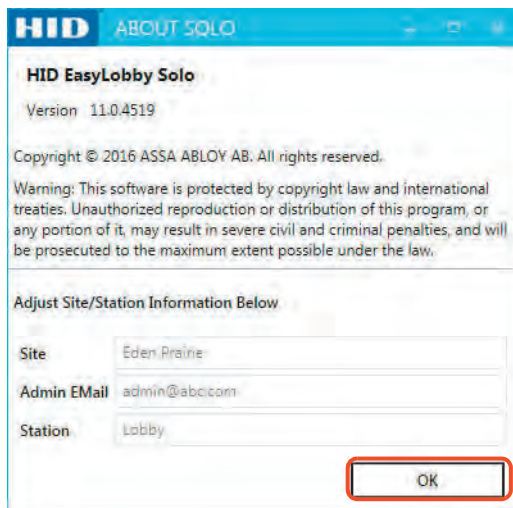 HID ABOUT SOLO
HID EasyLobby Solo
Version 11.0.4519
Copyright © 2016 ASSA ABLOY AB. All rights reserved.
Warning: This software is protected by copyright law and international
treaties. Unauthorized reproduction or distribution of this program, or
any portion of it, may result in severe civil and criminal penalties, and will
be prosecuted to the maximum extent possible under the law.
Adjust Site/Station Information Below
Site Eden Praine
Admin EMail admin@abc.com
Station Lobby
OK